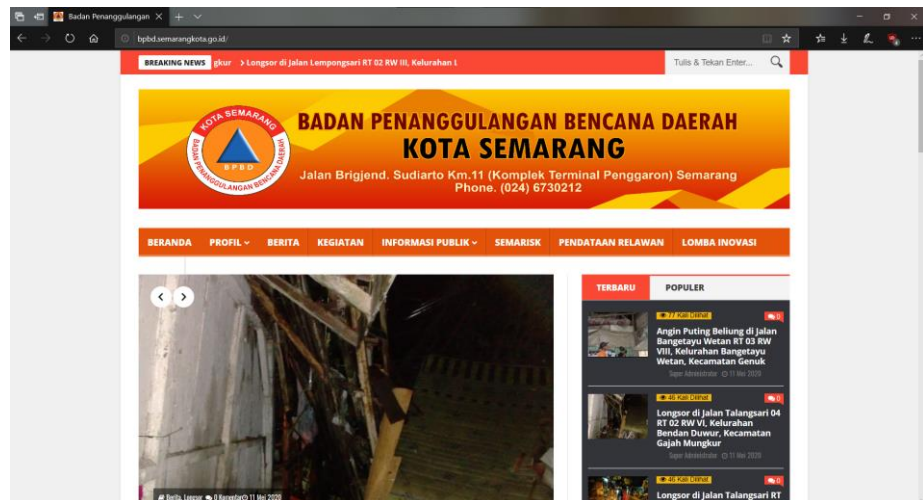 Badan Penanggulangan
bpbd.semarangkota.go.id/
BREAKING NEWS gkur > Longsor di Jalan Lempongsari RT 02 RW III, Kelurahan L
Tulis & Tekan Enter...
KOTA SEMARANG
BADAN PENANGGULANGAN BENCANA DAERAH
BPBD
BADAN PENANGGULANGAN BENCANA DAERAH
KOTA SEMARANG
Jalan Brigjend. Sudiarto Km.11 (Komplek Terminal Penggaron) Semarang
Phone. (024) 6730212
BERANDA PROFIL BERITA KEGIATAN INFORMASI PUBLIK SEMARISK PENDATAAN RELAWAN LOMBA INOVASI
TERBARU POPULER
77 Kali Dilihat 0
Angin Puting Beliung di Jalan
Bangetayu Wetan RT 03 RW
VIII, Kelurahan Bangetayu
Wetan, Kecamatan Genuk
Super Administrator 11 Mei 2020
46 Kali Dilihat 0
Longsor di Jalan Talangsari 04
RT 02 RW VI, Kelurahan
Bendan Duwur, Kecamatan
Gajah Mungkur
Super Administrator 11 Mei 2020
46 Kali Dilihat 0
Longsor di Jalan Talangsari RT
# Berita, Longsor 0 Komentar 11 Mei 2020